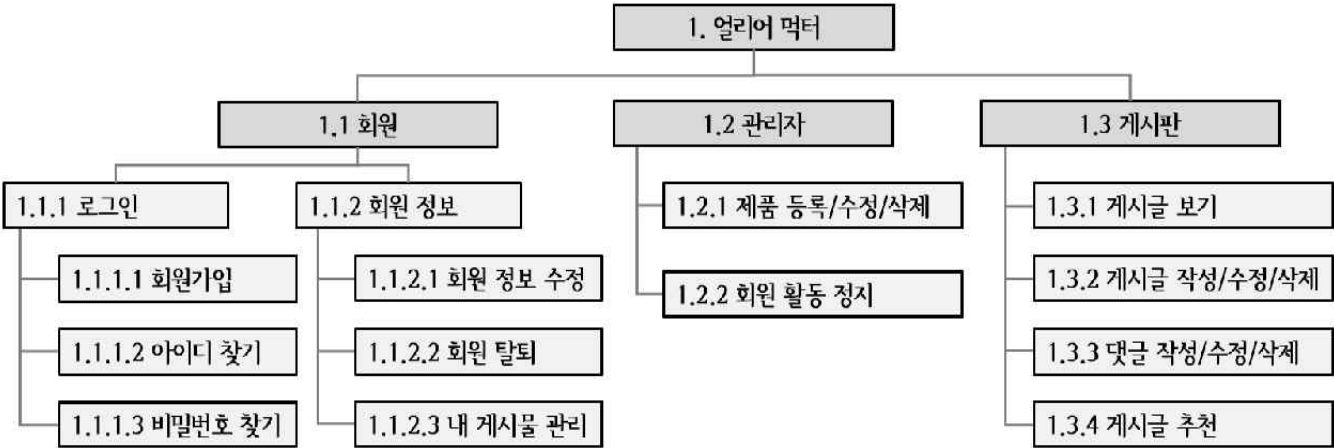 1. 얼리어 먹터
1.1 회원
1.2 관리자
1.3 게시판
1.1.1 로그인
1.1.2 회원 정보
1.2.1 제품 등록/수정/삭제
1.3.1 게시글 보기
1.1.1.1 회원가입
1.1.2.1 회원 정보 수정
1.2.2 회원 활동 정지
1.3.2 게시글 작성/수정/삭제
1.1.1.2 아이디 찾기
1.1.2.2 회원 탈퇴
1.3.3 댓글 작성/수정/삭제
1.1.1.3 비밀번호 찾기
1.1.2.3 내 게시물 관리
1.3.4 게시글 추천